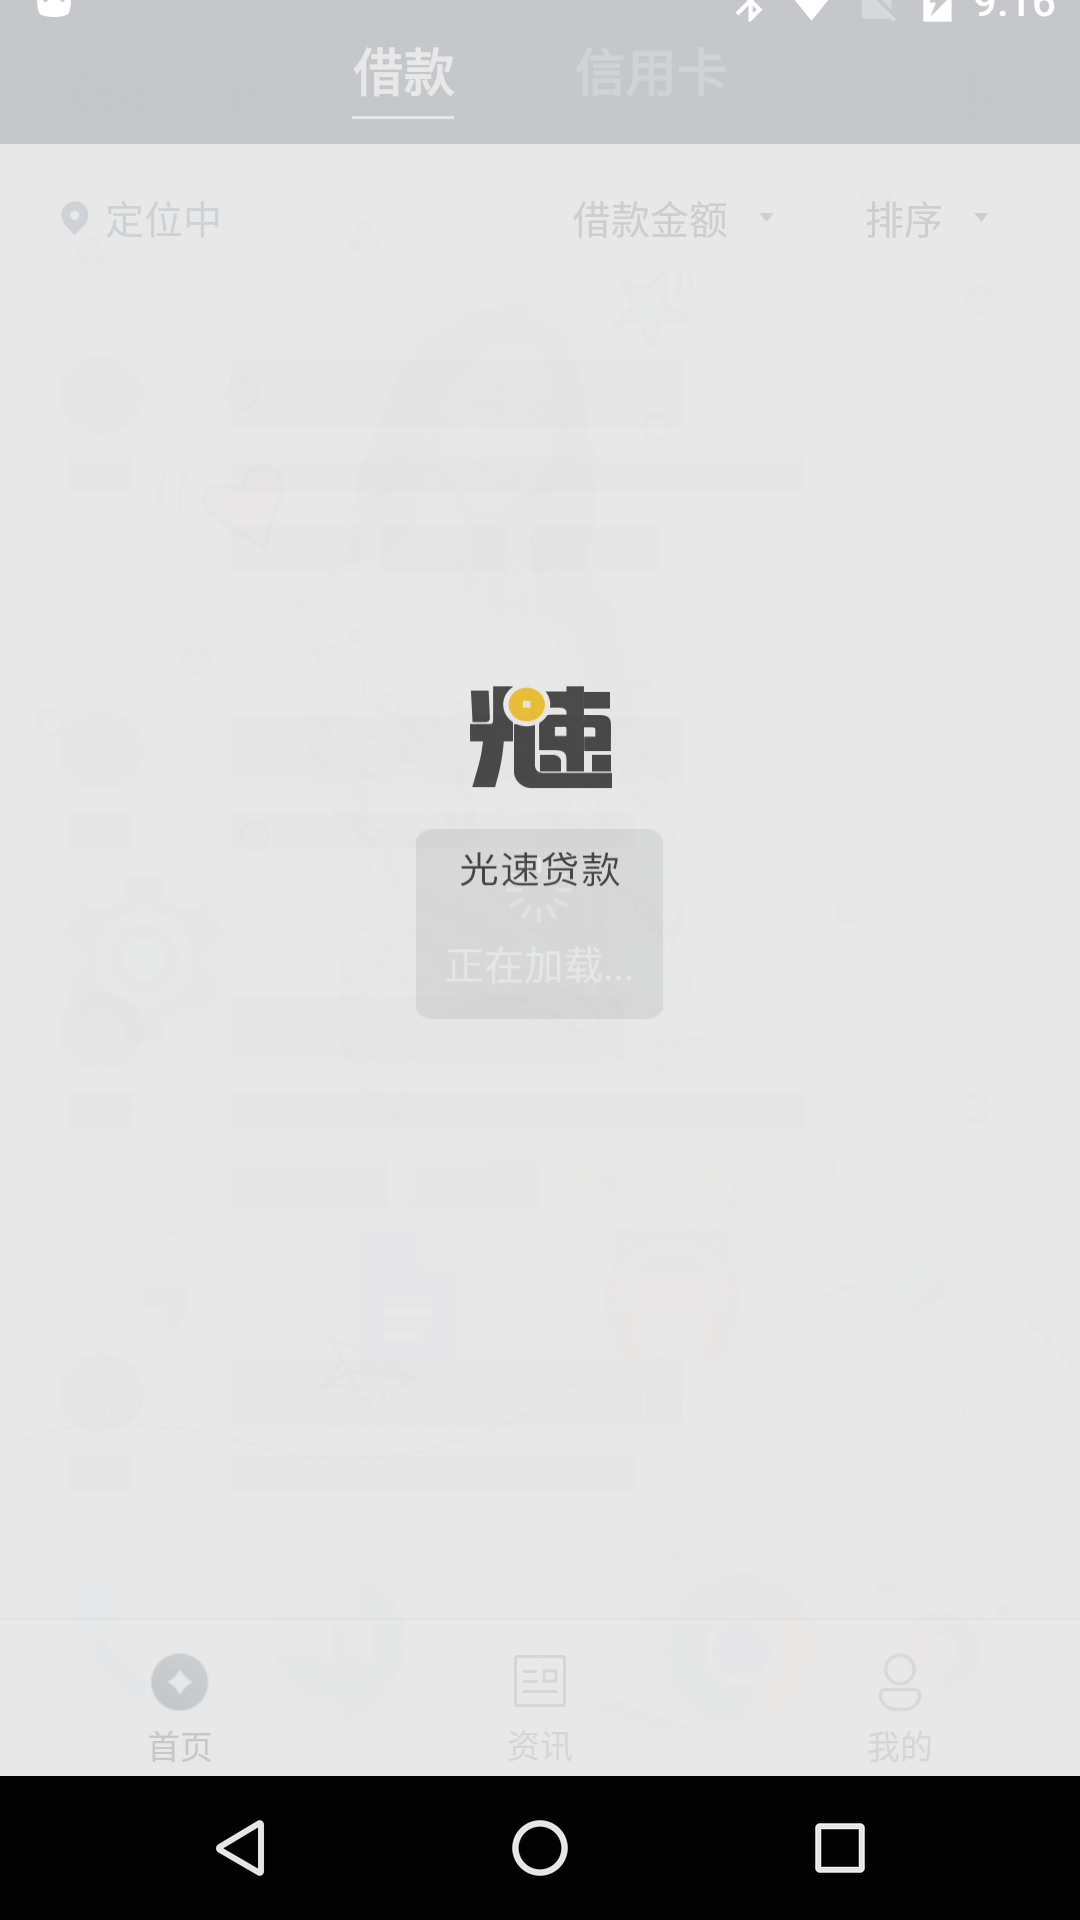 9:16
借款 信用卡
定位中 借款金额 排序
光速
光速贷款
正在加载...
首页 资讯 我的